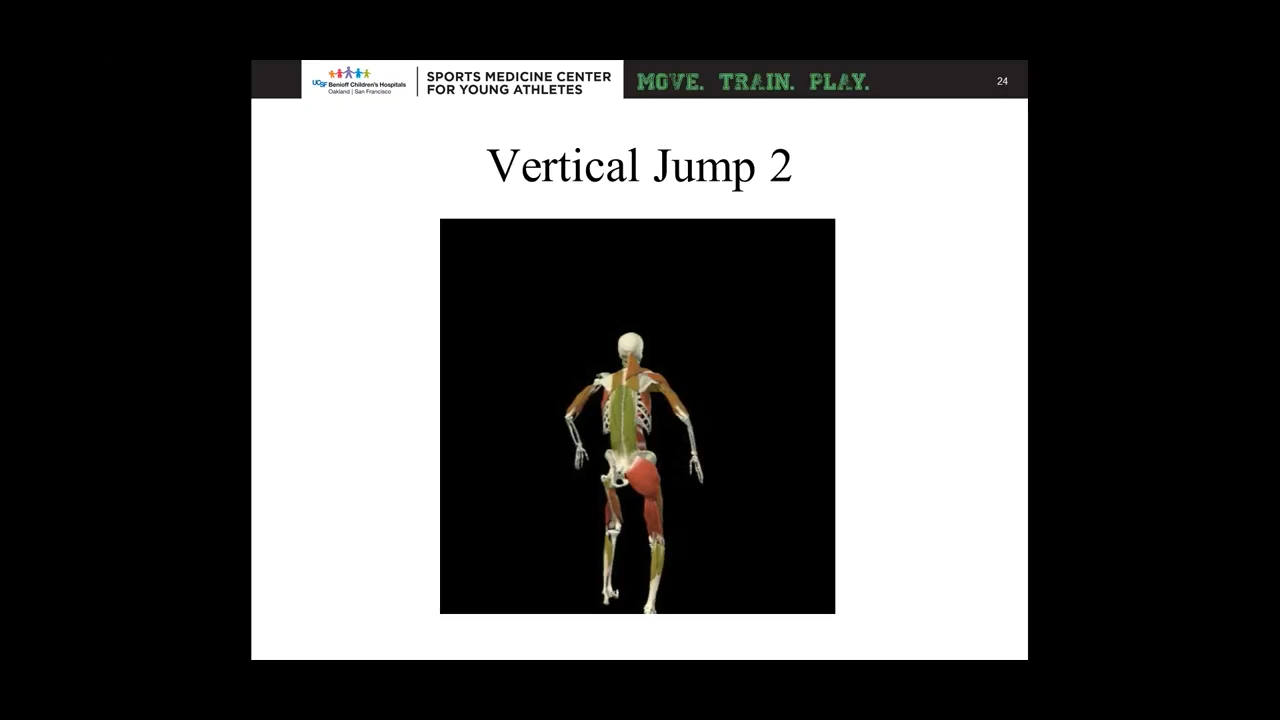 UCSF Benioff Children's Hospitals
Oakland | San Francisco
SPORTS MEDICINE CENTER
FOR YOUNG ATHLETES
MOVE. TRAIN. PLAY.
24
Vertical Jump 2